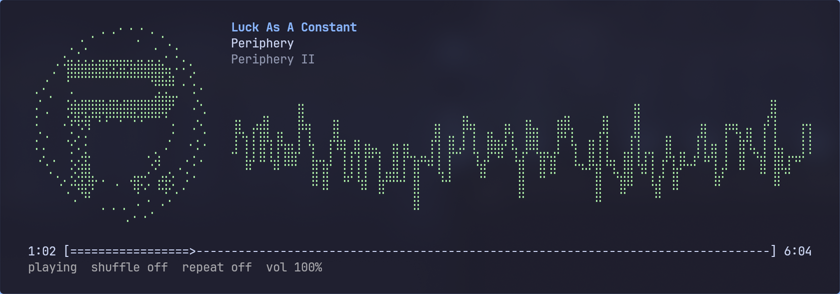 Luck As A Constant
Periphery
Periphery II
1:02 [=================>----------------------------------------------------------------------------------] 6:04
playing  shuffle off  repeat off  vol 100%